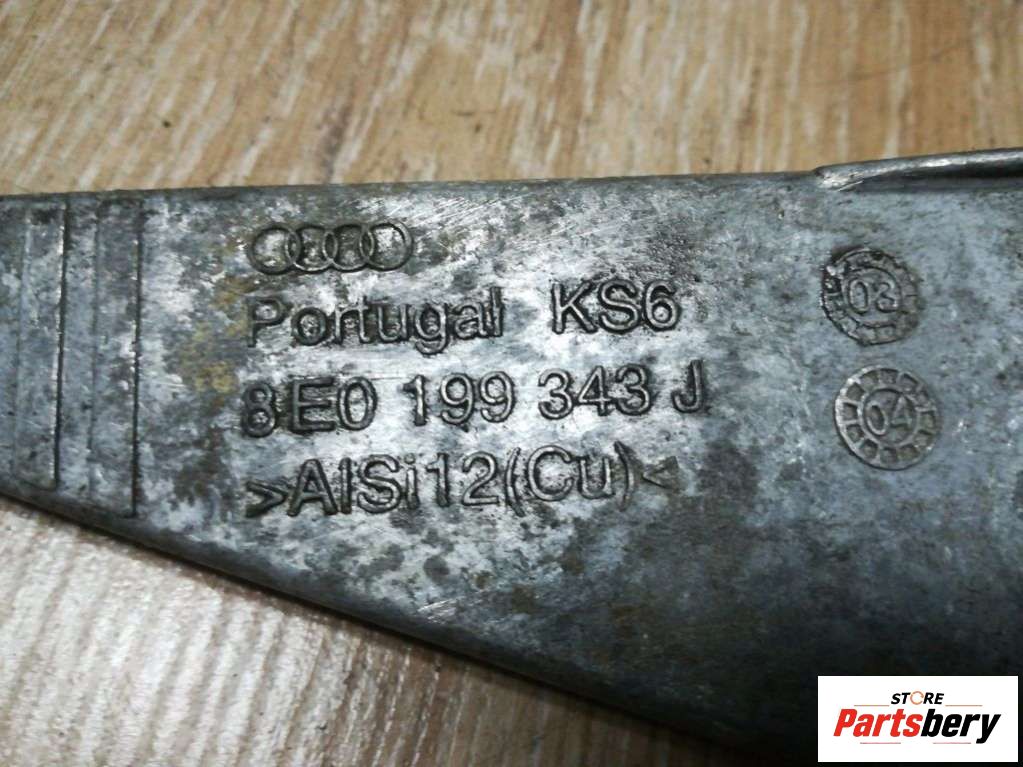 Portugal KS6
03
8E0 199 343 J
04
>AlSi12(Cu)<
STORE
Partsbery